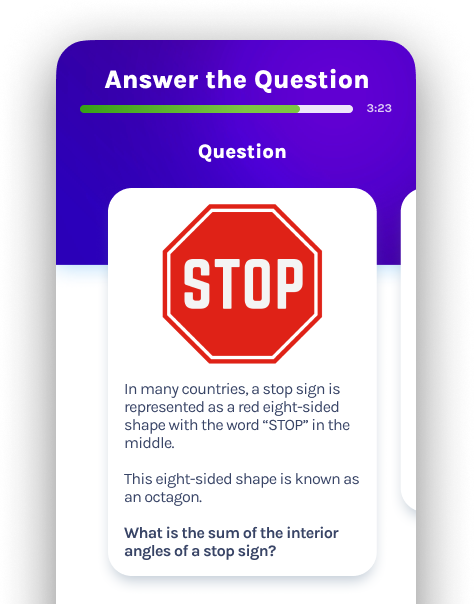 Answer the Question
3:23
Question
STOP
In many countries, a stop sign is
represented as a red eight-sided
shape with the word “STOP” in the
middle.
This eight-sided shape is known as
an octagon.
What is the sum of the interior
angles of a stop sign?